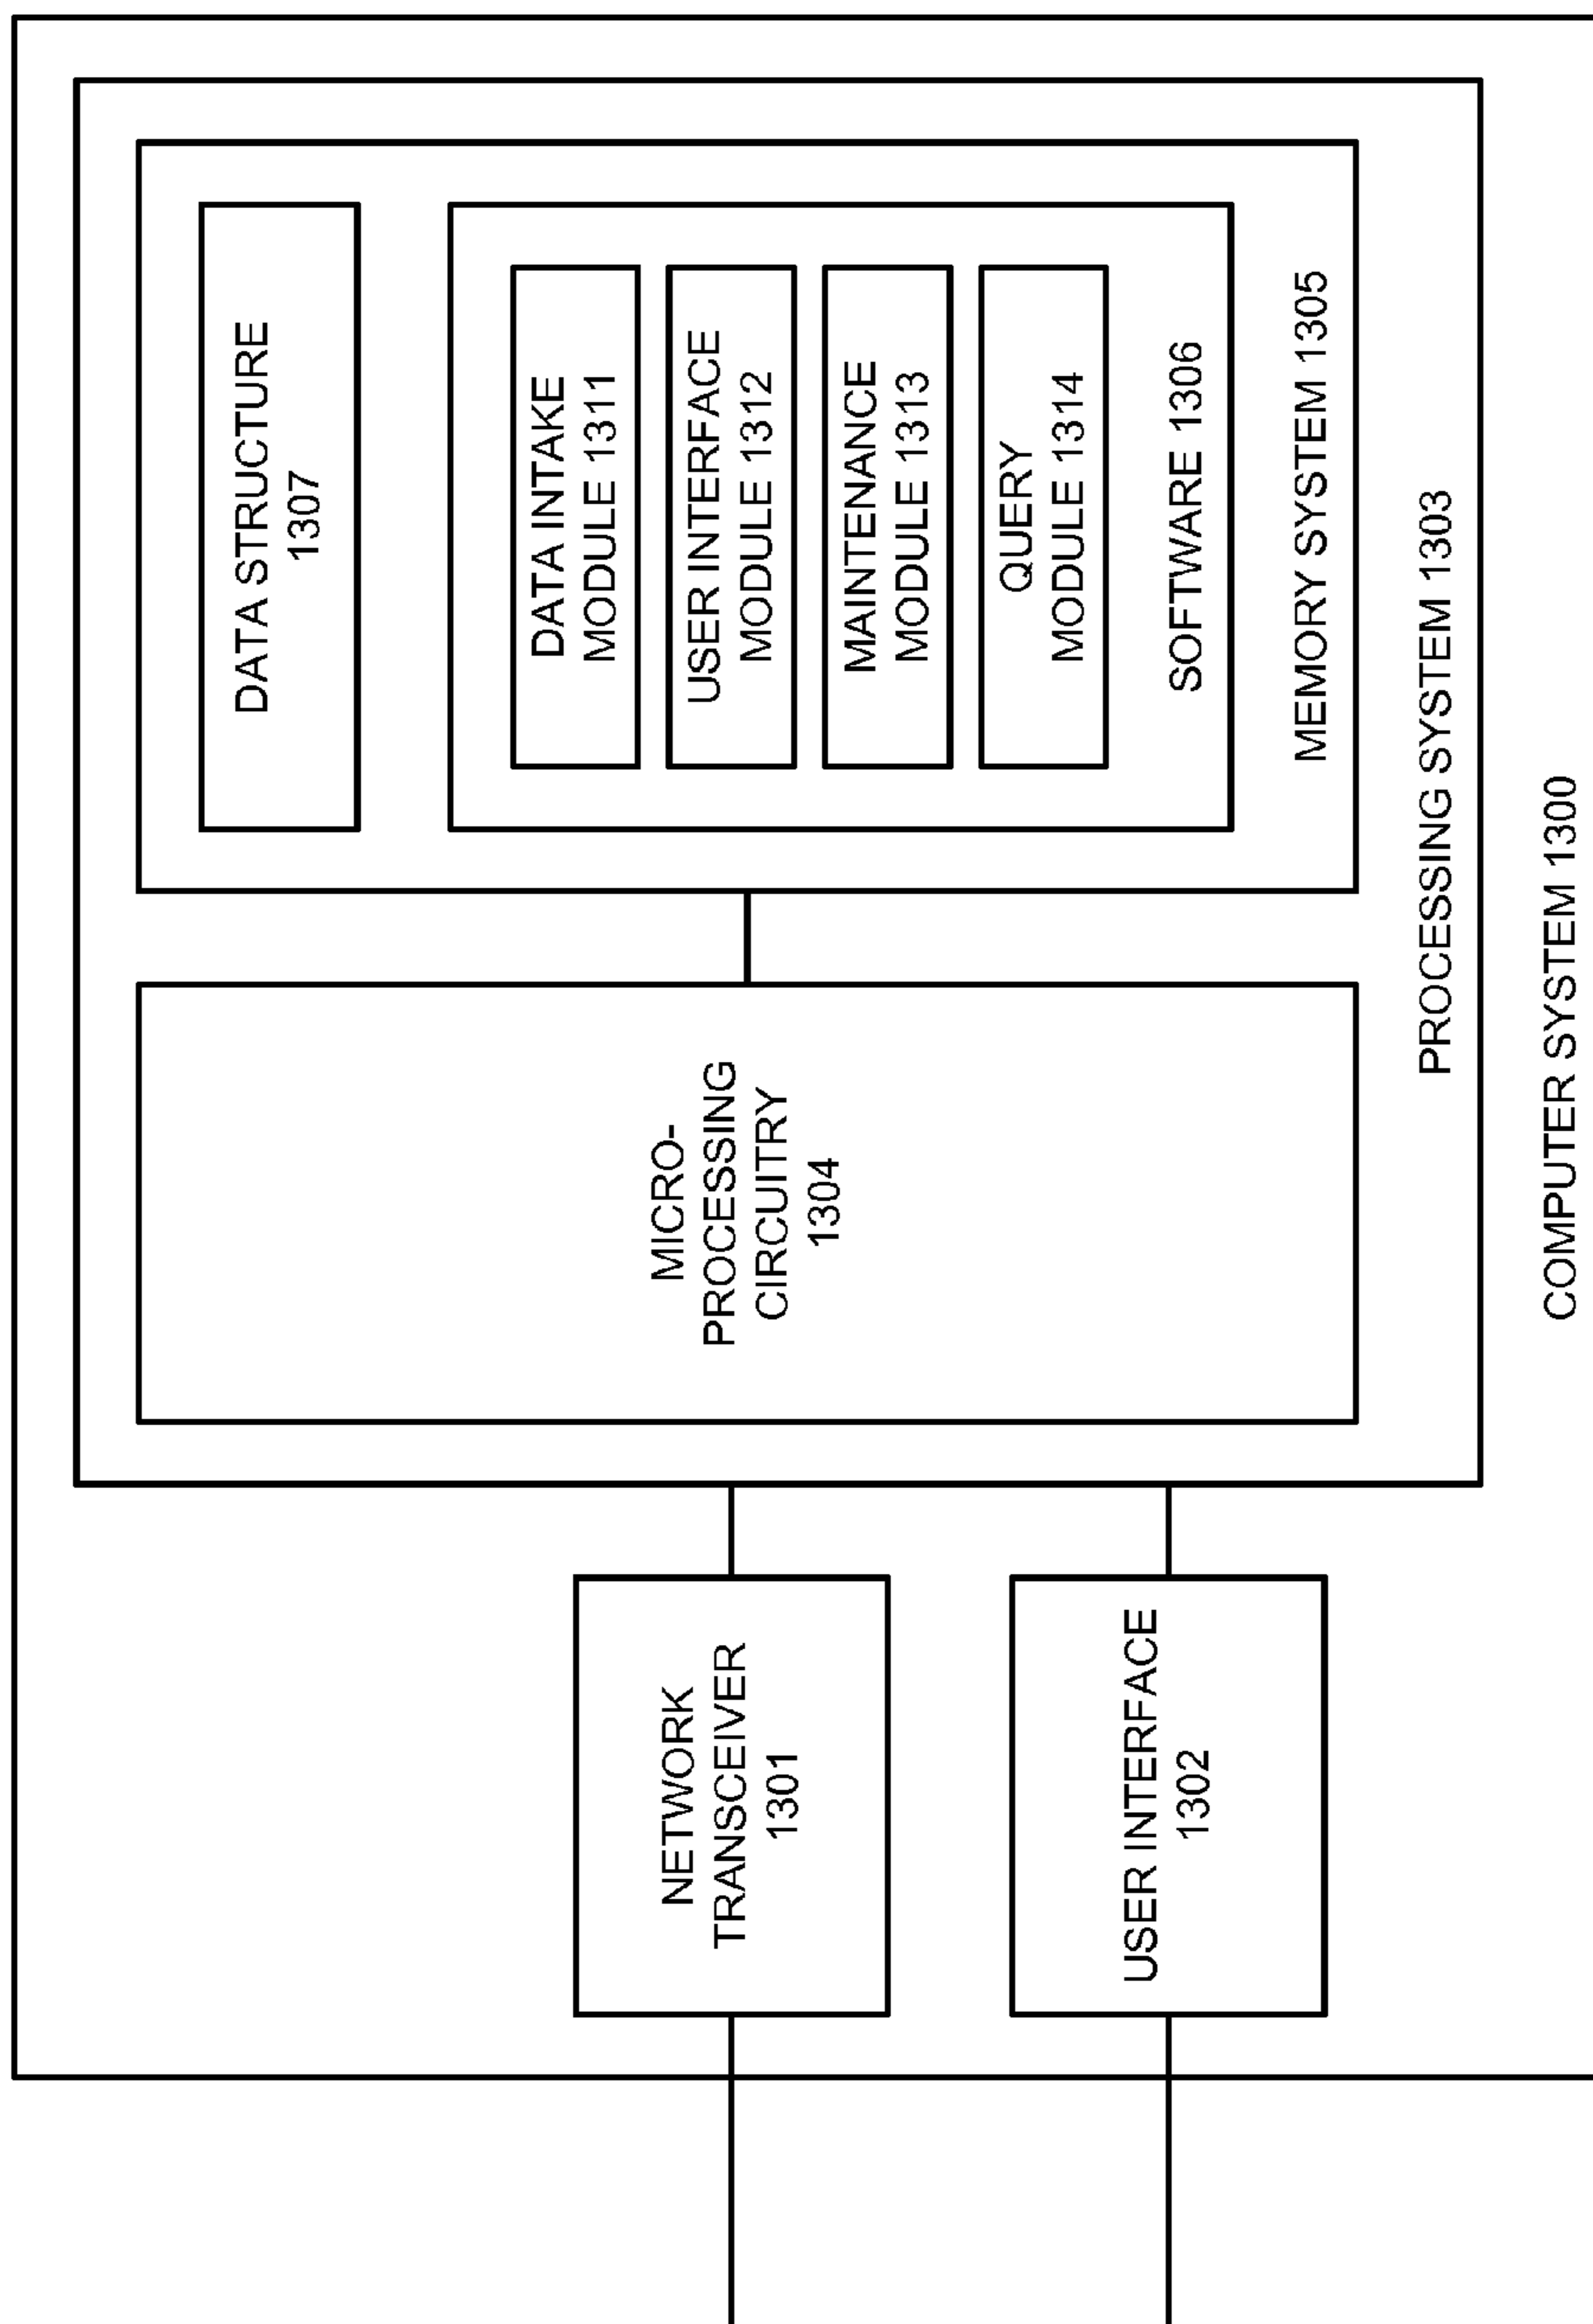 NETWORK
TRANSCEIVER
1301
USER INTERFACE
1302
MICRO-
PROCESSING
CIRCUITRY
1304
DATA STRUCTURE
1307
DATA INTAKE
MODULE 1311
USER INTERFACE
MODULE 1312
MAINTENANCE
MODULE 1313
QUERY
MODULE 1314
SOFTWARE 1306
MEMORY SYSTEM 1305
PROCESSING SYSTEM 1303
COMPUTER SYSTEM 1300